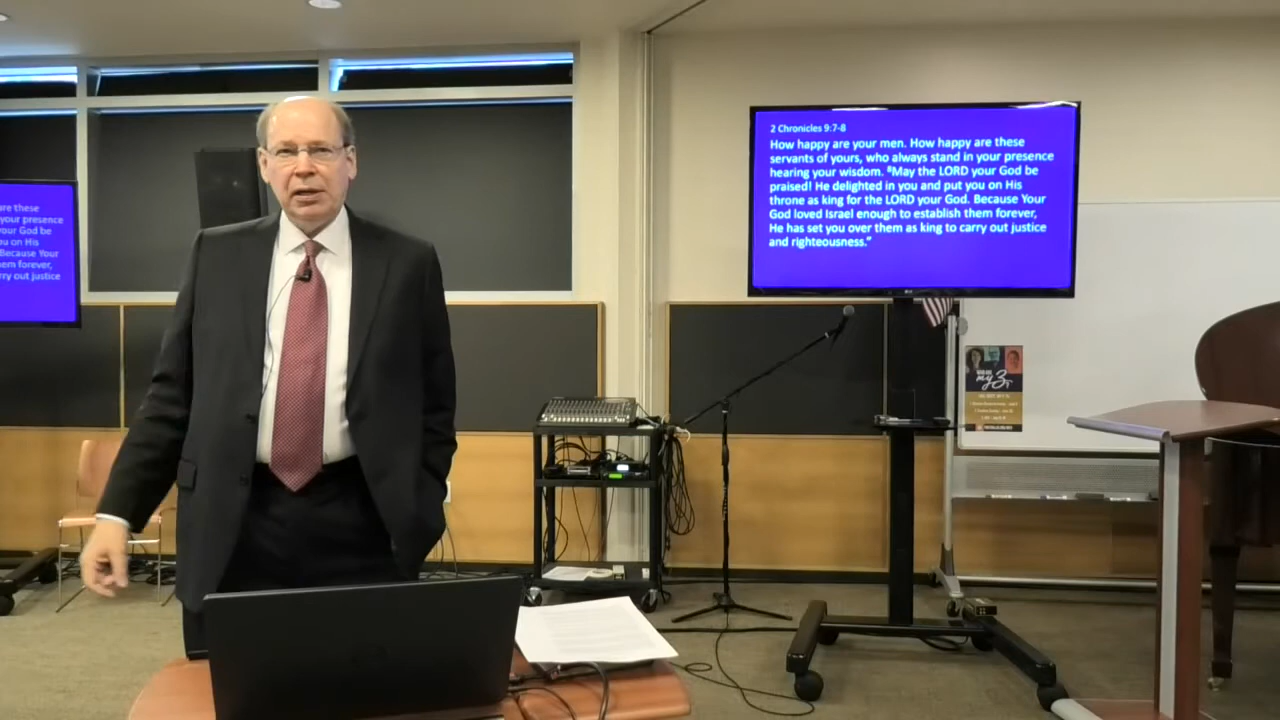 are these
your presence
our God be
ou on His
Because Your
em forever,
rry out justice
2 Chronicles 9:7-8
How happy are your men. How happy are these
servants of yours, who always stand in your presence
hearing your wisdom. ⁸May the LORD your God be
praised! He delighted in you and put you on His
throne as king for the LORD your God. Because Your
God loved Israel enough to establish them forever,
He has set you over them as king to carry out justice
and righteousness.”
LG
my 3